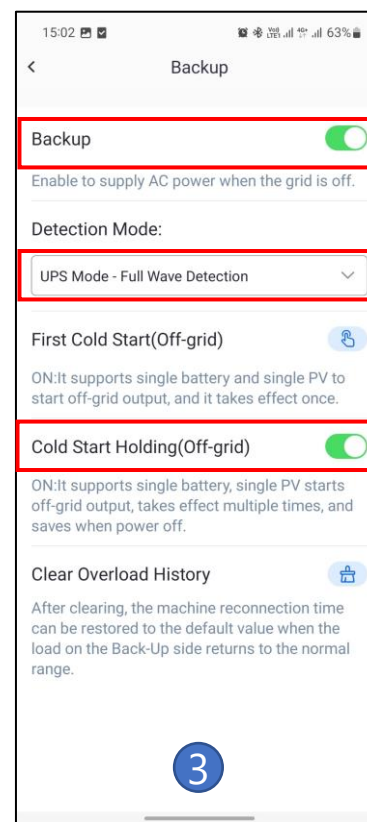 15:02 63%
Backup
Backup
Enable to supply AC power when the grid is off.
Detection Mode:
UPS Mode - Full Wave Detection
First Cold Start(Off-grid)
ON:It supports single battery and single PV to
start off-grid output, and it takes effect once.
Cold Start Holding(Off-grid)
ON:It supports single battery, single PV starts
off-grid output, takes effect multiple times, and
saves when power off.
Clear Overload History
After clearing, the machine reconnection time
can be restored to the default value when the
load on the Back-Up side returns to the normal
range.
3